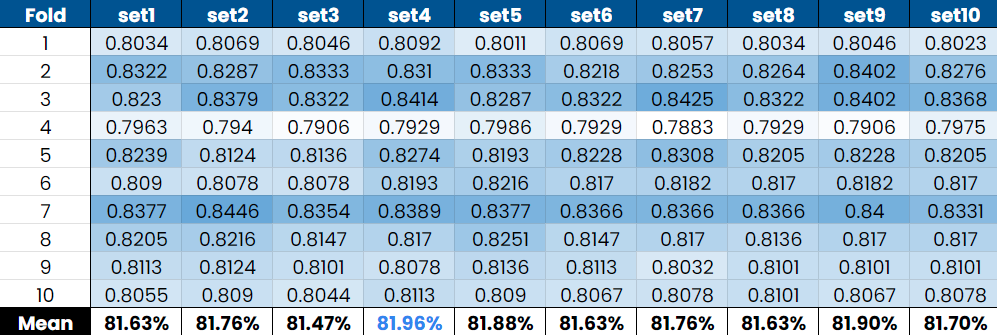 Fold set1 set2 set3 set4 set5 set6 set7 set8 set9 set10
1 0.8034 0.8069 0.8046 0.8092 0.8011 0.8069 0.8057 0.8034 0.8046 0.8023
2 0.8322 0.8287 0.8333 0.831 0.8333 0.8218 0.8253 0.8264 0.8402 0.8276
3 0.823 0.8379 0.8322 0.8414 0.8287 0.8322 0.8425 0.8322 0.8402 0.8368
4 0.7963 0.794 0.7906 0.7929 0.7986 0.7929 0.7883 0.7929 0.7906 0.7975
5 0.8239 0.8124 0.8136 0.8274 0.8193 0.8228 0.8308 0.8205 0.8228 0.8205
6 0.809 0.8078 0.8078 0.8193 0.8216 0.817 0.8182 0.817 0.8182 0.817
7 0.8377 0.8446 0.8354 0.8389 0.8377 0.8366 0.8366 0.8366 0.84 0.8331
8 0.8205 0.8216 0.8147 0.817 0.8251 0.8147 0.817 0.8136 0.817 0.817
9 0.8113 0.8124 0.8101 0.8078 0.8136 0.8113 0.8032 0.8101 0.8101 0.8101
10 0.8055 0.809 0.8044 0.8113 0.809 0.8067 0.8078 0.8101 0.8067 0.8078
Mean 81.63% 81.76% 81.47% 81.96% 81.88% 81.63% 81.76% 81.63% 81.90% 81.70%